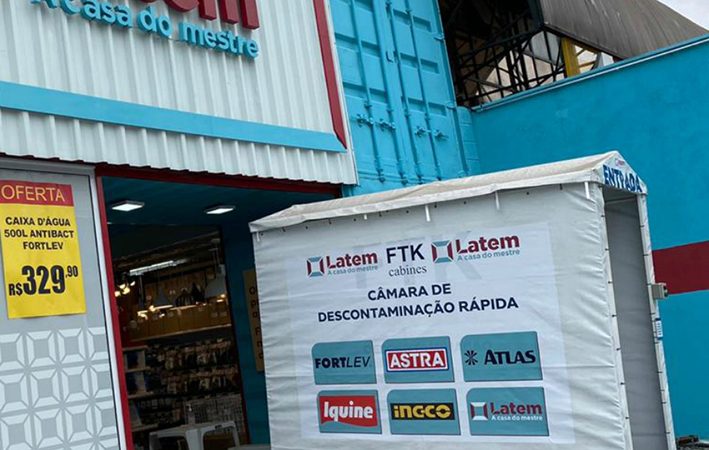 A casa do mestre
OFERTA
CAIXA D'ÁGUA
500L ANTIBACT
FORTLEV
R$329,90
ENTRADA
Latem
A casa do mestre
FTK
cabines
Latem
A casa do mestre
CÂMARA DE
DESCONTAMINAÇÃO RÁPIDA
FORTLEV
ASTRA
ATLAS
Iquine
INGCO
Latem
A casa do mestre